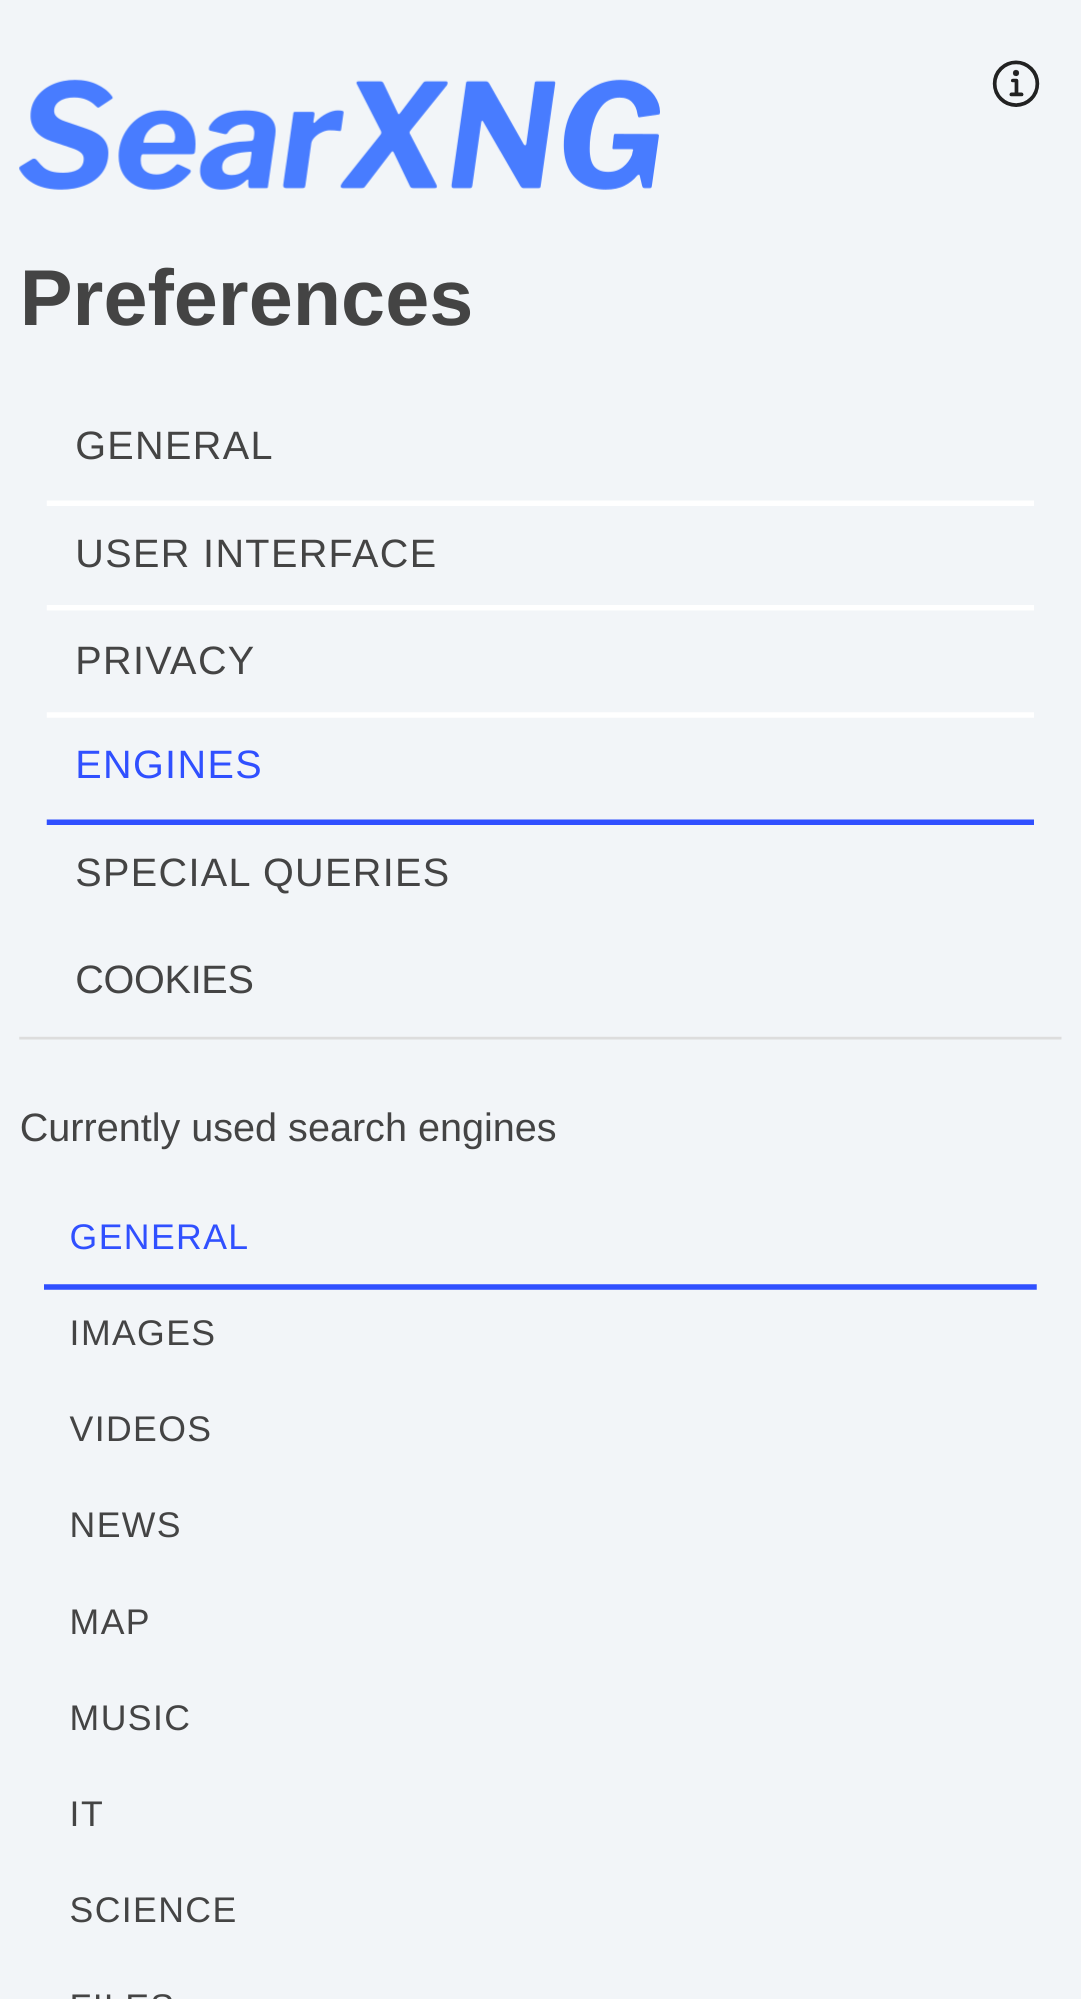 SearXNG
Preferences
GENERAL
USER INTERFACE
PRIVACY
ENGINES
SPECIAL QUERIES
COOKIES
Currently used search engines
GENERAL
IMAGES
VIDEOS
NEWS
MAP
MUSIC
IT
SCIENCE
FILES